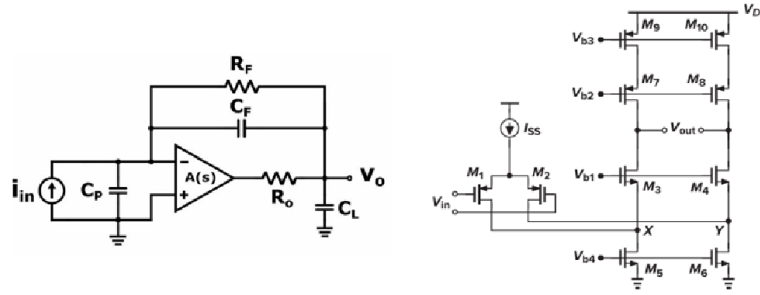 R_F
C_F
i_in
C_P
−
A(s)
+
R_o
V_o
C_L
V_D
V_b3
M_9
M_10
V_b2
M_7
M_8
I_SS
V_out
M_1
M_2
V_b1
M_3
M_4
V_in
X
Y
V_b4
M_5
M_6